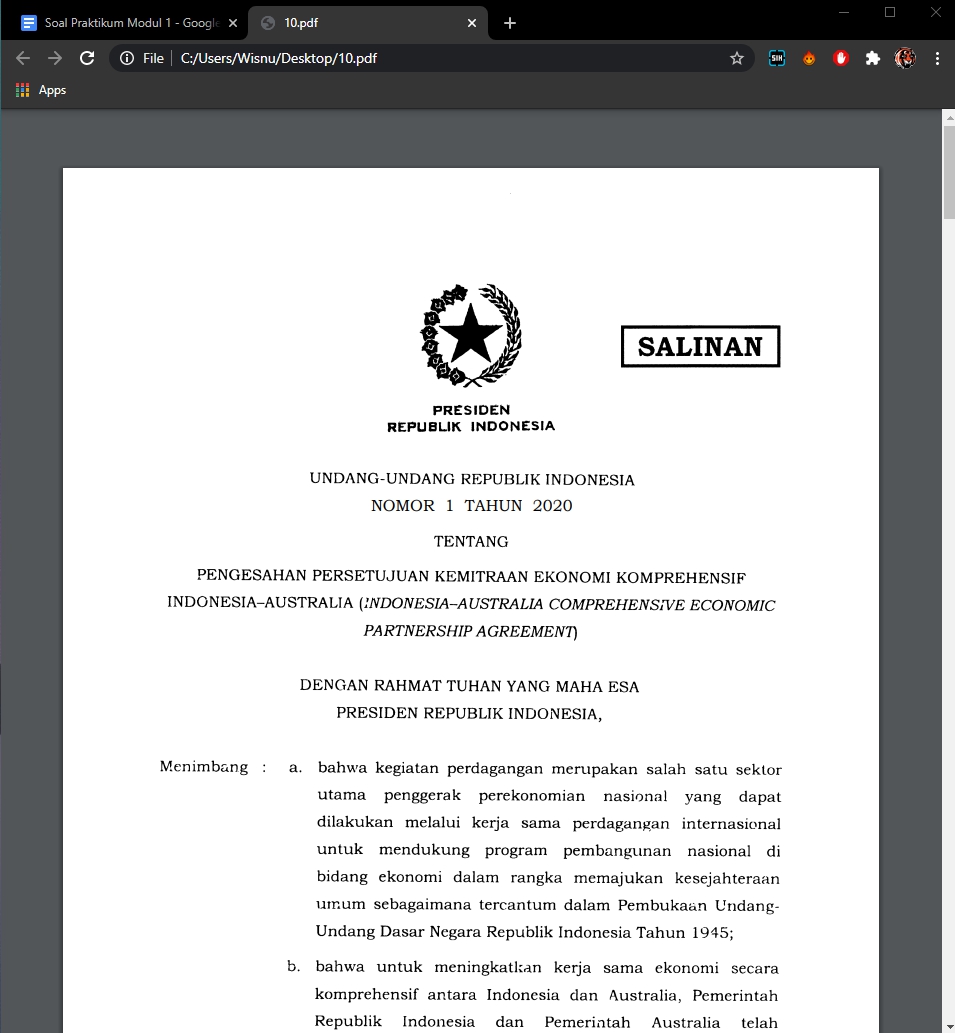 Soal Praktikum Modul 1 - Google
10.pdf
File
C:/Users/Wisnu/Desktop/10.pdf
SIH
Apps
SALINAN
PRESIDEN
REPUBLIK INDONESIA
UNDANG-UNDANG REPUBLIK INDONESIA
NOMOR 1 TAHUN 2020
TENTANG
PENGESAHAN PERSETUJUAN KEMITRAAN EKONOMI KOMPREHENSIF
INDONESIA–AUSTRALIA (INDONESIA–AUSTRALIA COMPREHENSIVE ECONOMIC
PARTNERSHIP AGREEMENT)
DENGAN RAHMAT TUHAN YANG MAHA ESA
PRESIDEN REPUBLIK INDONESIA,
Menimbang : a. bahwa kegiatan perdagangan merupakan salah satu sektor
utama penggerak perekonomian nasional yang dapat
dilakukan melalui kerja sama perdagangan internasional
untuk mendukung program pembangunan nasional di
bidang ekonomi dalam rangka memajukan kesejahteraan
umum sebagaimana tercantum dalam Pembukaan Undang-
Undang Dasar Negara Republik Indonesia Tahun 1945;
b. bahwa untuk meningkatkan kerja sama ekonomi secara
komprehensif antara Indonesia dan Australia, Pemerintah
Republik Indonesia dan Pemerintah Australia telah